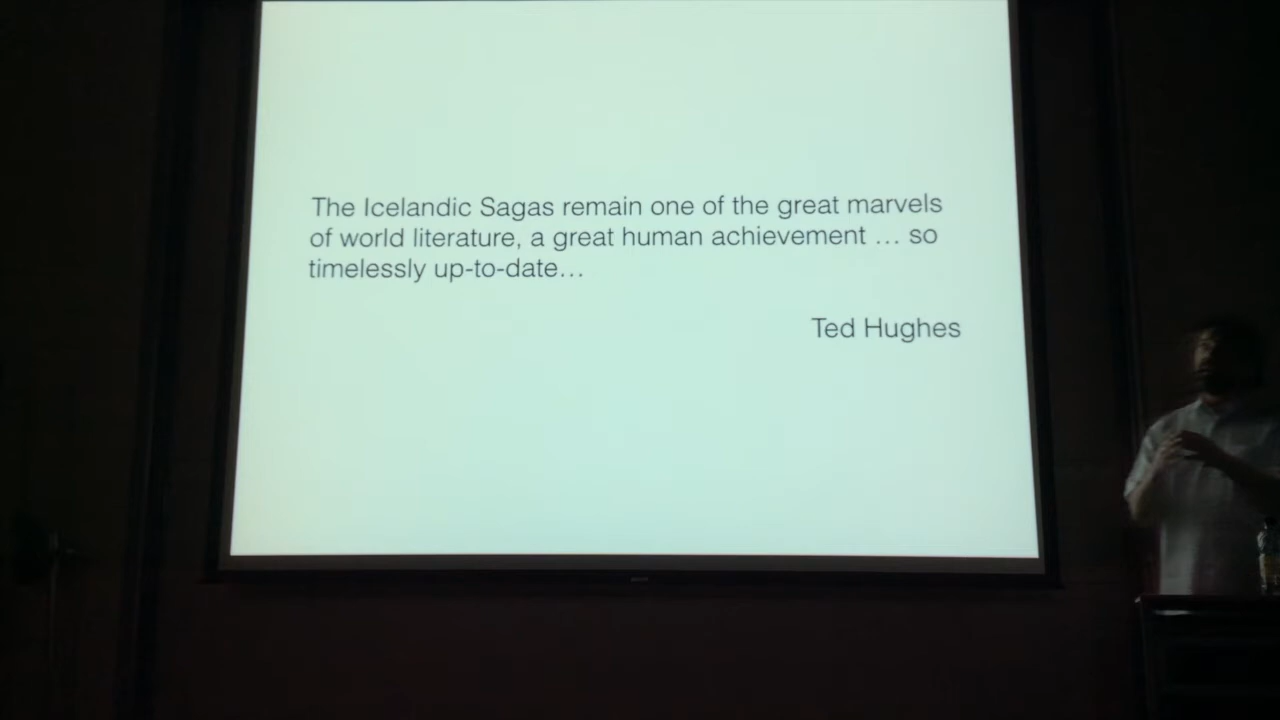 The Icelandic Sagas remain one of the great marvels
of world literature, a great human achievement … so
timelessly up-to-date…
Ted Hughes